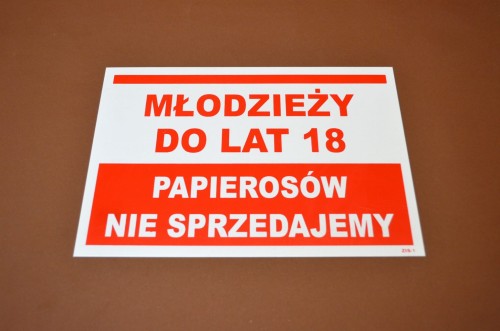 MŁODZIEŻY
DO LAT 18
PAPIEROSÓW
NIE SPRZEDAJEMY